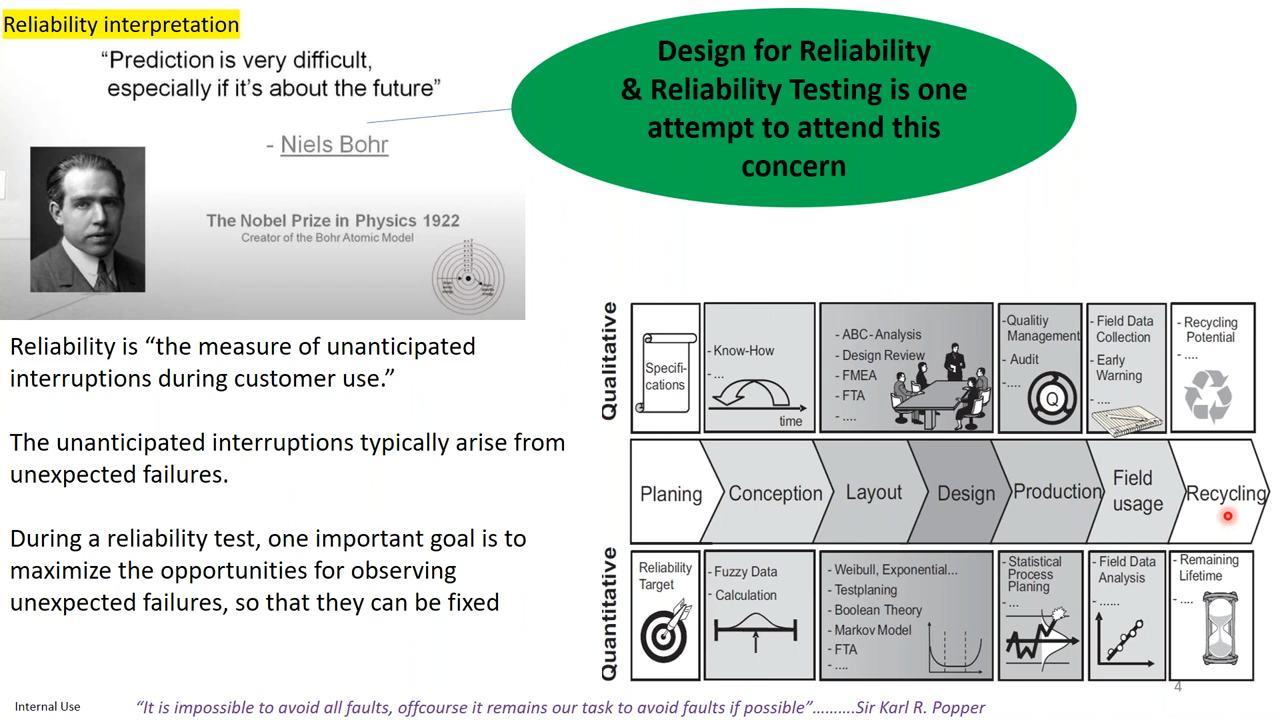 Reliability interpretation
“Prediction is very difficult,
especially if it’s about the future”
- Niels Bohr
The Nobel Prize in Physics 1922
Creator of the Bohr Atomic Model
Design for Reliability
& Reliability Testing is one
attempt to attend this
concern
Reliability is “the measure of unanticipated
interruptions during customer use.”
The unanticipated interruptions typically arise from
unexpected failures.
During a reliability test, one important goal is to
maximize the opportunities for observing
unexpected failures, so that they can be fixed
Qualitative
Specifi-
cations
- Know-How
- ...
time
- ABC-Analysis
- Design Review
- FMEA
- FTA
- ....
-Qualitiy
Management
- Audit
-....
Q
- Field Data
Collection
- Early
Warning
- ....
- Recycling
Potential
- ....
Planing
Conception
Layout
Design
Production
Field
usage
Recycling
Quantitative
Reliability
Target
- Fuzzy Data
- Calculation
- Weibull, Exponential...
- Testplaning
- Boolean Theory
- Markov Model
- FTA
- ....
- Statistical
Process
Planing
- ...
- Field Data
Analysis
- ......
- Remaining
Lifetime
- ....
4
Internal Use
“It is impossible to avoid all faults, offcourse it remains our task to avoid faults if possible”……….Sir Karl R. Popper